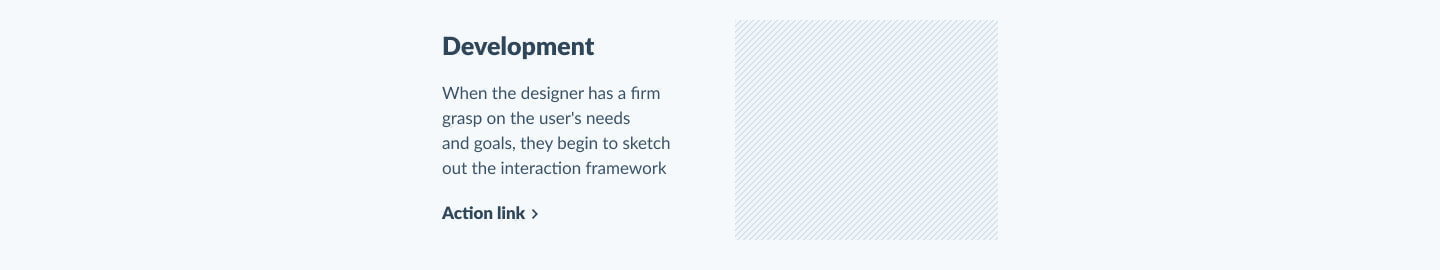 Development
When the designer has a firm
grasp on the user's needs
and goals, they begin to sketch
out the interaction framework
Action link